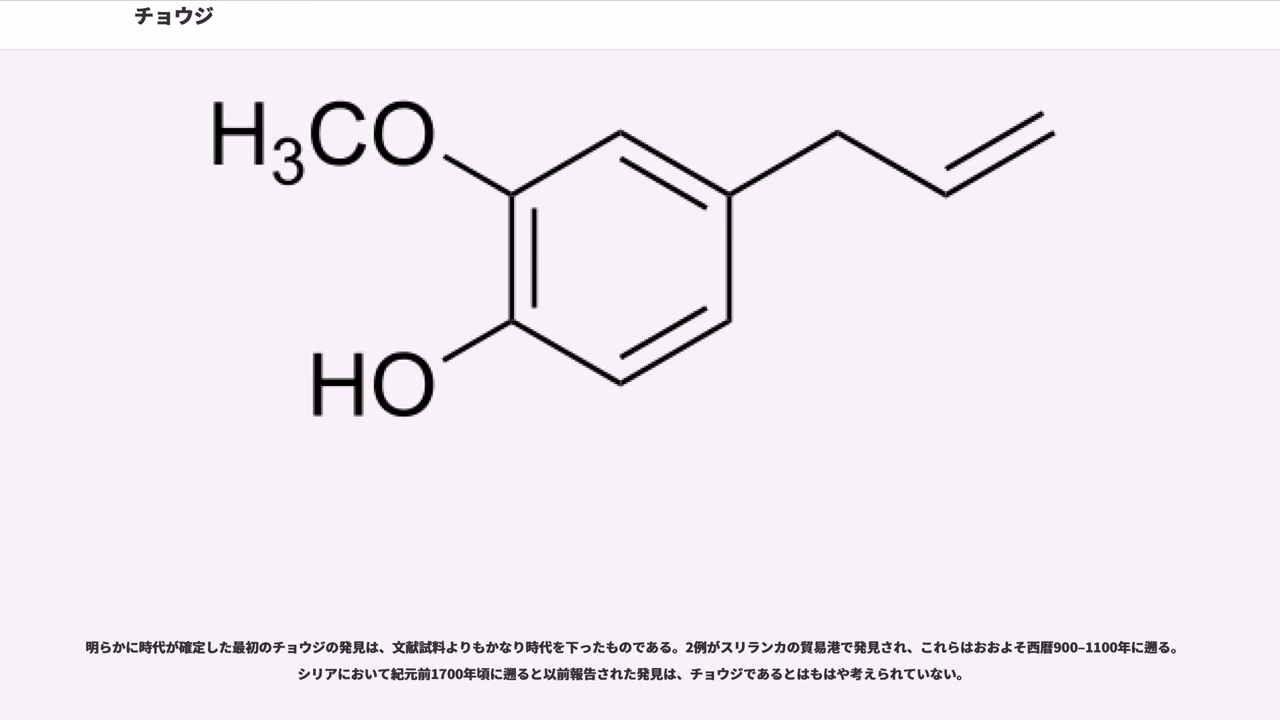 チョウジ
H3CO
HO
明らかに時代が確定した最初のチョウジの発見は、文献試料よりもかなり時代を下ったものである。2例がスリランカの貿易港で発見され、これらはおおよそ西暦900–1100年に遡る。
シリアにおいて紀元前1700年頃に遡ると以前報告された発見は、チョウジであるとはもはや考えられていない。